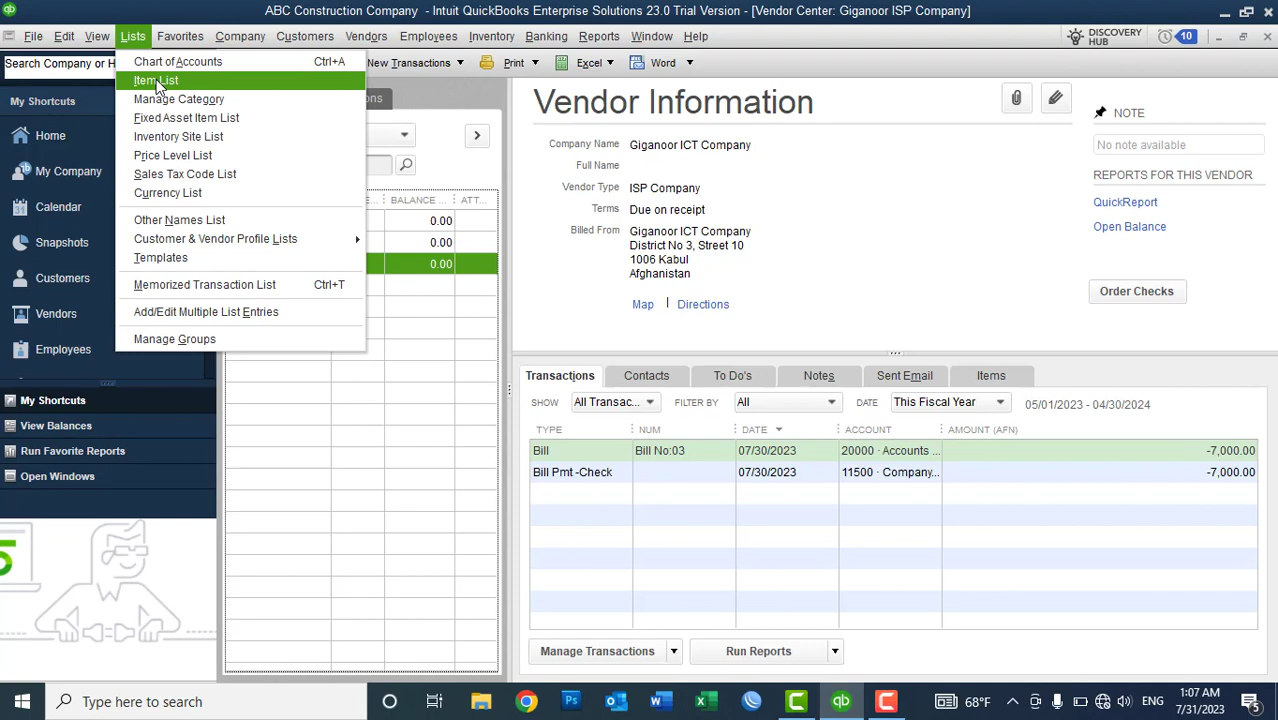 ABC Construction Company - Intuit QuickBooks Enterprise Solutions 23.0 Trial Version - [Vendor Center: Giganoor ISP Company]
File Edit View Lists Favorites Company Customers Vendors Employees Inventory Banking Reports Window Help
DISCOVERY HUB 10
Search Company or H
New Transactions Print Excel Word
Chart of Accounts Ctrl+A
Item List
Manage Category
Fixed Asset Item List
Inventory Site List
Price Level List
Sales Tax Code List
Currency List
Other Names List
Customer & Vendor Profile Lists
Templates
Memorized Transaction List Ctrl+T
Add/Edit Multiple List Entries
Manage Groups
My Shortcuts
Home
My Company
Calendar
Snapshots
Customers
Vendors
Employees
My Shortcuts
View Balances
Run Favorite Reports
Open Windows
ons
E... BALANCE ... ATT...
0.00
0.00
0.00
Vendor Information
Company Name Giganoor ICT Company
Full Name
Vendor Type ISP Company
Terms Due on receipt
Billed From Giganoor ICT Company
District No 3, Street 10
1006 Kabul
Afghanistan
Map Directions
NOTE
No note available
REPORTS FOR THIS VENDOR
QuickReport
Open Balance
Order Checks
Transactions Contacts To Do's Notes Sent Email Items
SHOW All Transac... FILTER BY All DATE This Fiscal Year 05/01/2023 - 04/30/2024
TYPE NUM DATE ACCOUNT AMOUNT (AFN)
Bill Bill No:03 07/30/2023 20000 · Accounts ... -7,000.00
Bill Pmt -Check 07/30/2023 11500 · Company... -7,000.00
Manage Transactions Run Reports
Type here to search
68°F ENG 1:07 AM
7/31/2023 5